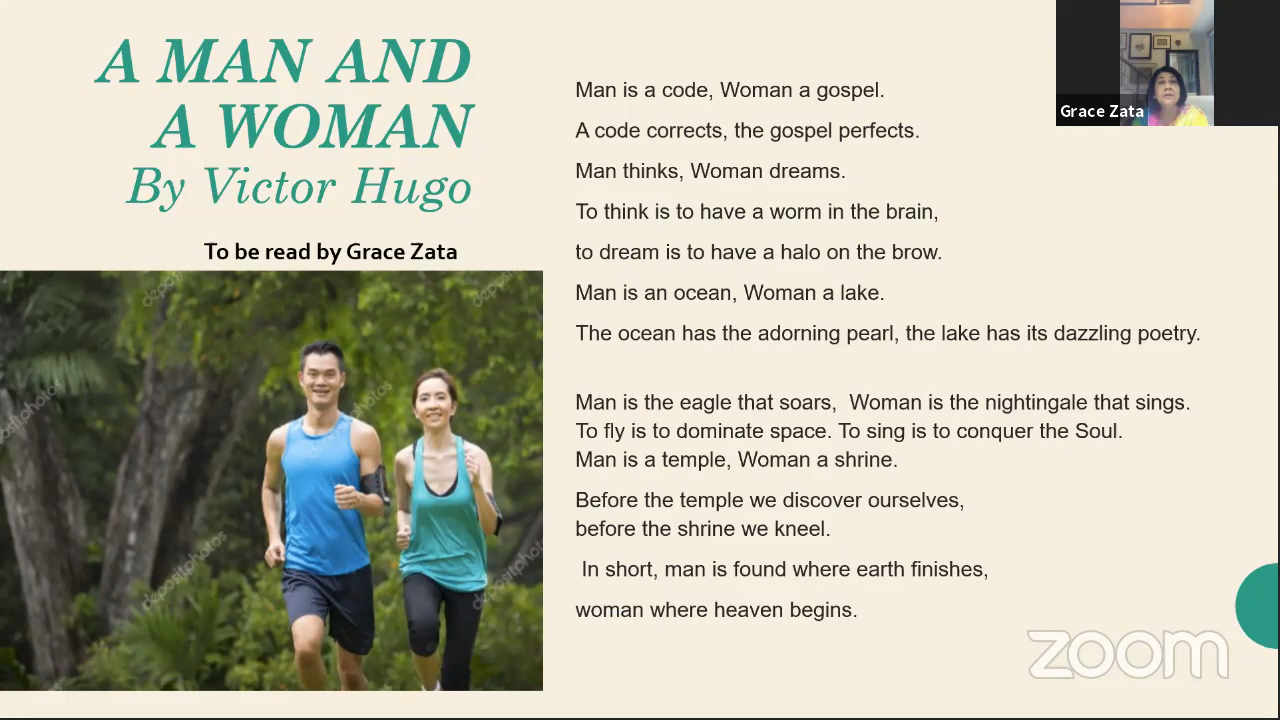 A MAN AND
A WOMAN
By Victor Hugo
To be read by Grace Zata
Man is a code, Woman a gospel.
A code corrects, the gospel perfects.
Man thinks, Woman dreams.
To think is to have a worm in the brain,
to dream is to have a halo on the brow.
Man is an ocean, Woman a lake.
The ocean has the adorning pearl, the lake has its dazzling poetry.
Man is the eagle that soars,  Woman is the nightingale that sings.
To fly is to dominate space. To sing is to conquer the Soul.
Man is a temple, Woman a shrine.
Before the temple we discover ourselves,
before the shrine we kneel.
In short, man is found where earth finishes,
woman where heaven begins.
Grace Zata
depositphotos
depositphotos
depositphotos
depositphotos
zoom